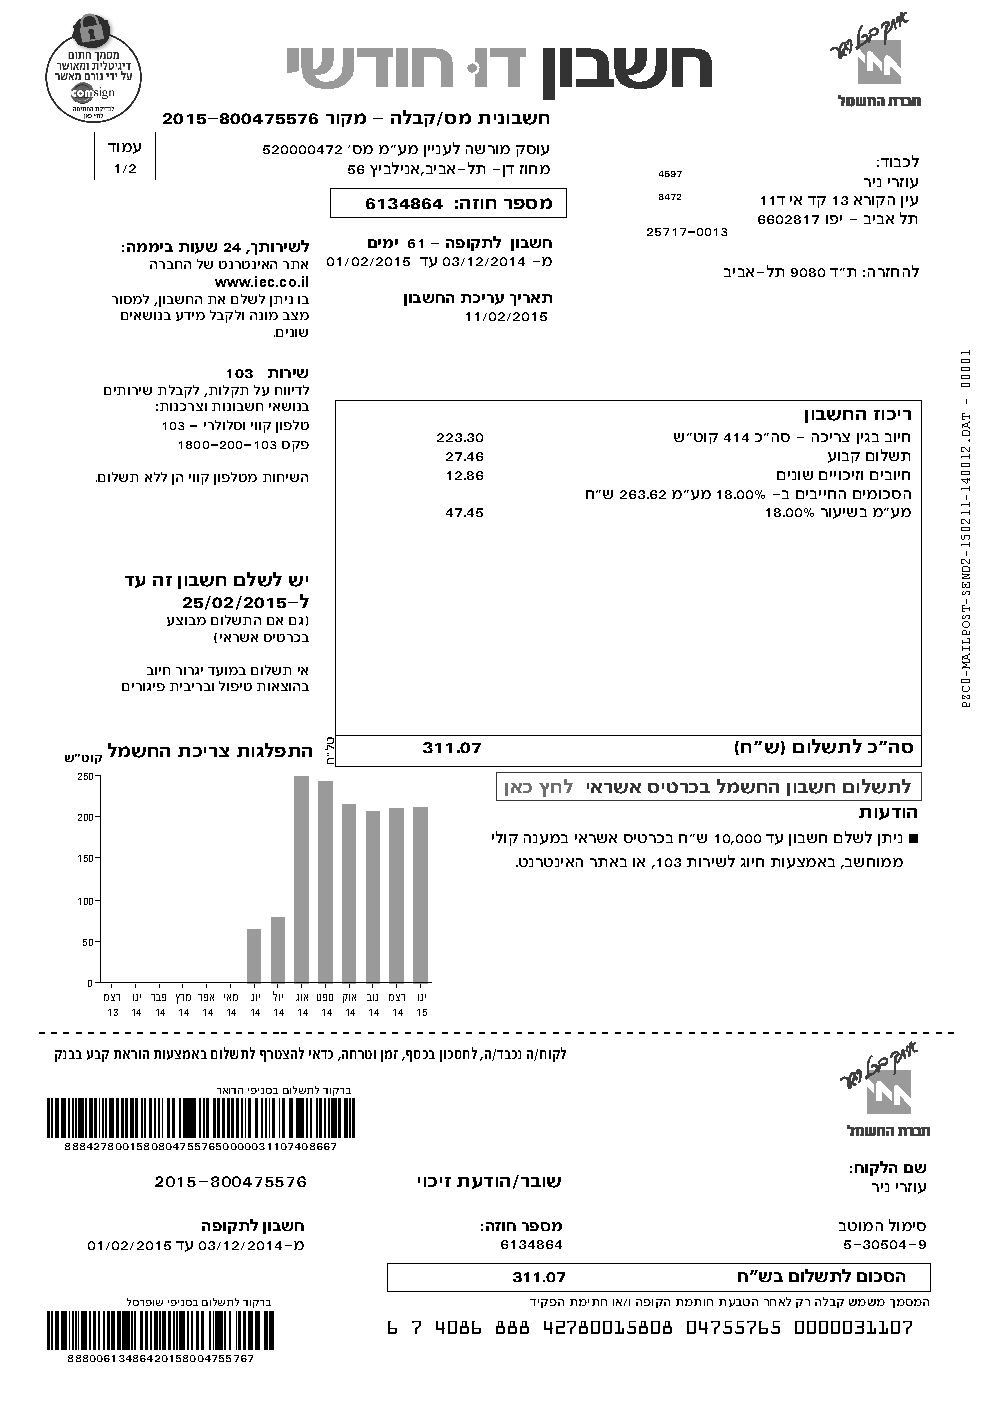 חשבון דו·חודשי
חברת החשמל
מסמך חתום
דיגיטלית ומאושר
על ידי גורם מאשר
comsign
לבדיקת החתימה
לחץ כאן
חשבונית מס/קבלה – מקור 2015-800475576
עמוד
1/2
עוסק מורשה לעניין מע"מ מס' 520000472
מחוז דן- תל-אביב,אנילביץ 56
מספר חוזה: 6134864
חשבון לתקופה – 61 ימים
מ- 03/12/2014 עד 01/02/2015
תאריך עריכת החשבון
11/02/2015
לכבוד:
עוזרי ניר
עין הקורא 13 קד אי ד11
תל אביב - יפו 6602817
4597
8472
25717-0013
להחזרה: ת"ד 9080 תל-אביב
לשירותך, 24 שעות ביממה:
אתר האינטרנט של החברה
www.iec.co.il
בו ניתן לשלם את החשבון, למסור
מצב מונה ולקבל מידע בנושאים
שונים.
שירות 103
לדיווח על תקלות, לקבלת שירותים
בנושאי חשבונות וצרכנות:
טלפון קווי וסלולרי – 103
פקס 1800-200-103
השיחות מטלפון קווי הן ללא תשלום.
ריכוז החשבון
חיוב בגין צריכה - סה"כ 414 קוט"ש 223.30
תשלום קבוע 27.46
חיובים וזיכויים שונים 12.86
הסכומים החייבים ב- 18.00% מע"מ 263.62 ש"ח
מע"מ בשיעור 18.00% 47.45
סה"כ לתשלום (ש"ח) 311.07
יש לשלם חשבון זה עד
ל-25/02/2015
(גם אם התשלום מבוצע
בכרטיס אשראי)
אי תשלום במועד יגרור חיוב
בהוצאות טיפול ובריבית פיגורים
טל"ח
PSCD-MAILPOST-SEND2-150211-140012.DAT - 00001
לתשלום חשבון החשמל בכרטיס אשראי לחץ כאן
הודעות
■ ניתן לשלם חשבון עד 10,000 ש"ח בכרטיס אשראי במענה קולי
ממוחשב, באמצעות חיוג לשירות 103, או באתר האינטרנט.
התפלגות צריכת החשמל
קוט"ש
250
200
150
100
50
0
דצמ ינו פבר מרץ אפר מאי יונ יול אוג ספט אוק נוב דצמ ינו
13 14 14 14 14 14 14 14 14 14 14 14 14 15
לקוח/ה נכבד/ה, לחסכון בכסף, זמן וטרחה, כדאי להצטרף לתשלום באמצעות הוראת קבע בבנק
ברקוד לתשלום בסניפי הדואר
8884278001580804755765000031107408667
חברת החשמל
שם הלקוח:
עוזרי ניר
שובר/הודעת זיכוי
2015-800475576
סימול המוטב
5-30504-9
מספר חוזה:
6134864
חשבון לתקופה
מ-03/12/2014 עד 01/02/2015
הסכום לתשלום בש"ח 311.07
המסמך משמש קבלה רק לאחר הטבעת חותמת הקופה ו/או חתימת הפקיד
6 7 4086 888 42780015808 04755765 0000031107
ברקוד לתשלום בסניפי שופרסל
8880061348642015800​4755767